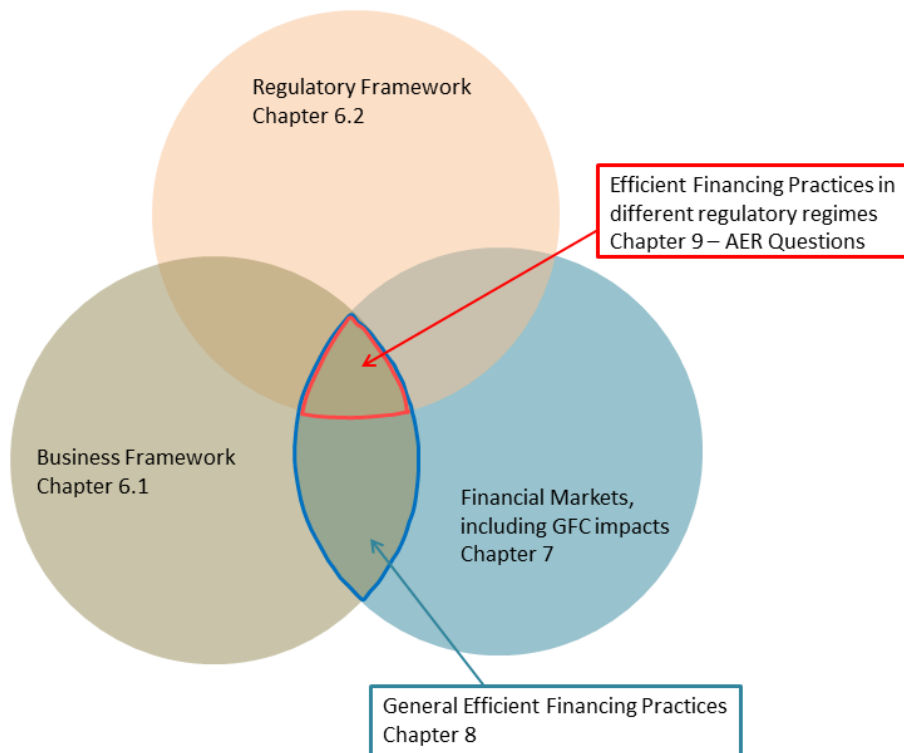 Regulatory Framework
Chapter 6.2
Efficient Financing Practices in
different regulatory regimes
Chapter 9 – AER Questions
Business Framework
Chapter 6.1
Financial Markets,
including GFC impacts
Chapter 7
General Efficient Financing Practices
Chapter 8